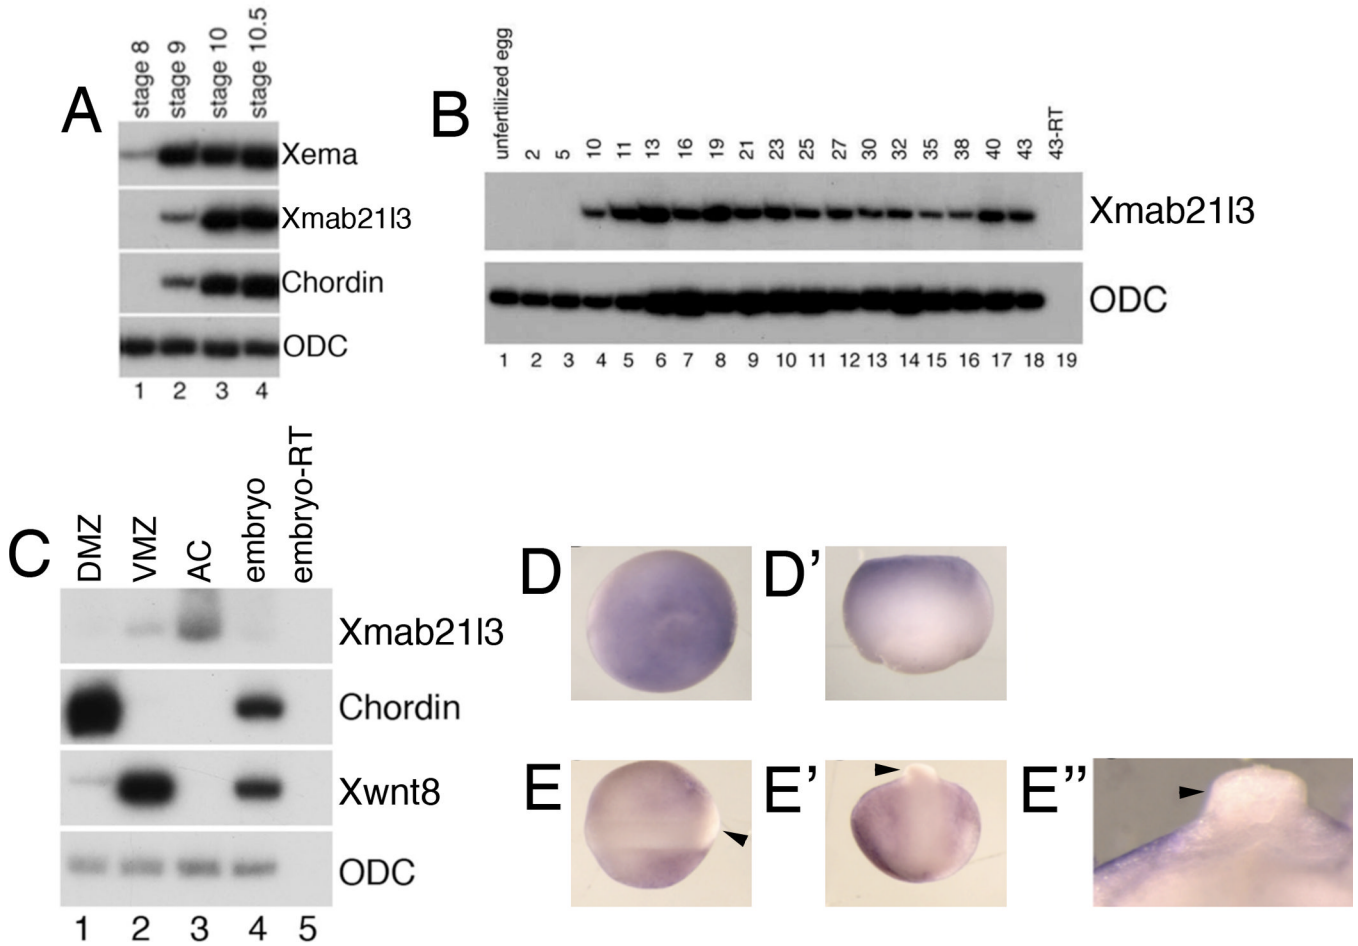 A
stage 8
stage 9
stage 10
stage 10.5
Xema
Xmab21l3
Chordin
ODC
1 2 3 4
B
unfertilized egg
2
5
10
11
13
16
19
21
23
25
27
30
32
35
38
40
43
43-RT
Xmab21l3
ODC
1 2 3 4 5 6 7 8 9 10 11 12 13 14 15 16 17 18 19
C
DMZ
VMZ
AC
embryo
embryo-RT
Xmab21l3
Chordin
Xwnt8
ODC
1 2 3 4 5
D
D’
E
E’
E”